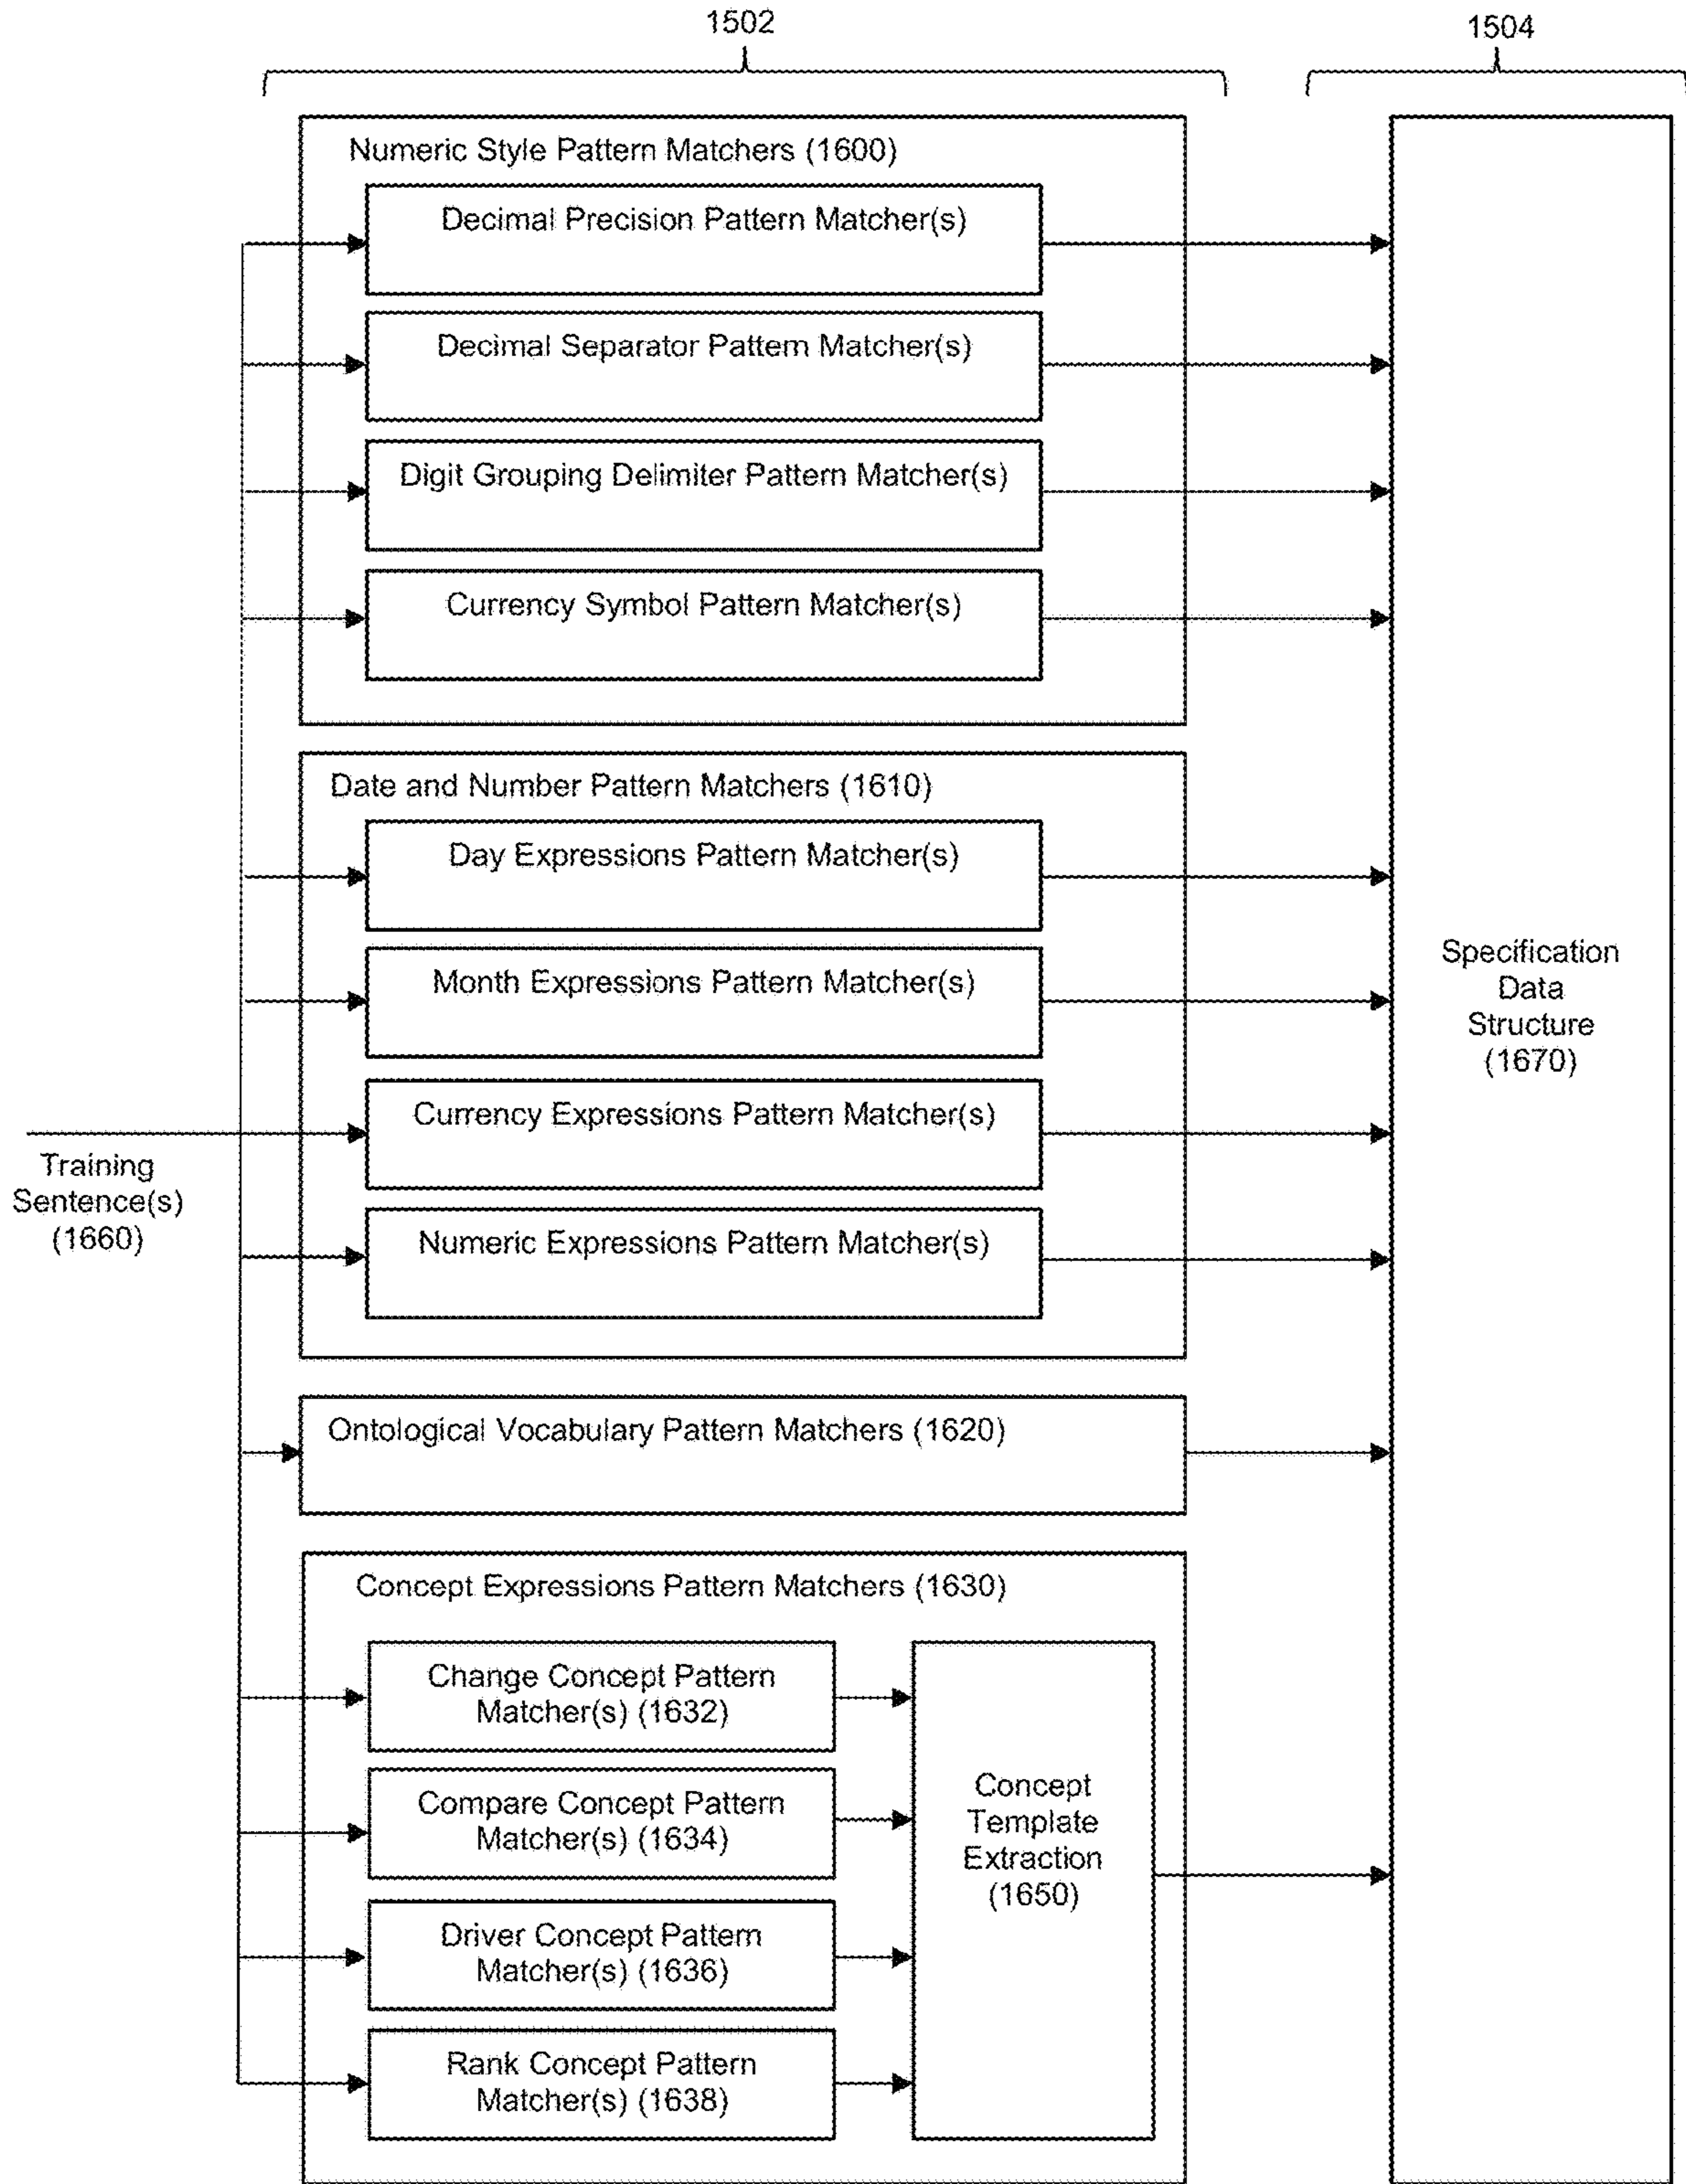 1502
1504
Numeric Style Pattern Matchers (1600)
Decimal Precision Pattern Matcher(s)
Decimal Separator Pattern Matcher(s)
Digit Grouping Delimiter Pattern Matcher(s)
Currency Symbol Pattern Matcher(s)
Date and Number Pattern Matchers (1610)
Day Expressions Pattern Matcher(s)
Month Expressions Pattern Matcher(s)
Currency Expressions Pattern Matcher(s)
Numeric Expressions Pattern Matcher(s)
Training
Sentence(s)
(1660)
Ontological Vocabulary Pattern Matchers (1620)
Concept Expressions Pattern Matchers (1630)
Change Concept Pattern
Matcher(s) (1632)
Compare Concept Pattern
Matcher(s) (1634)
Driver Concept Pattern
Matcher(s) (1636)
Rank Concept Pattern
Matcher(s) (1638)
Concept
Template
Extraction
(1650)
Specification
Data
Structure
(1670)